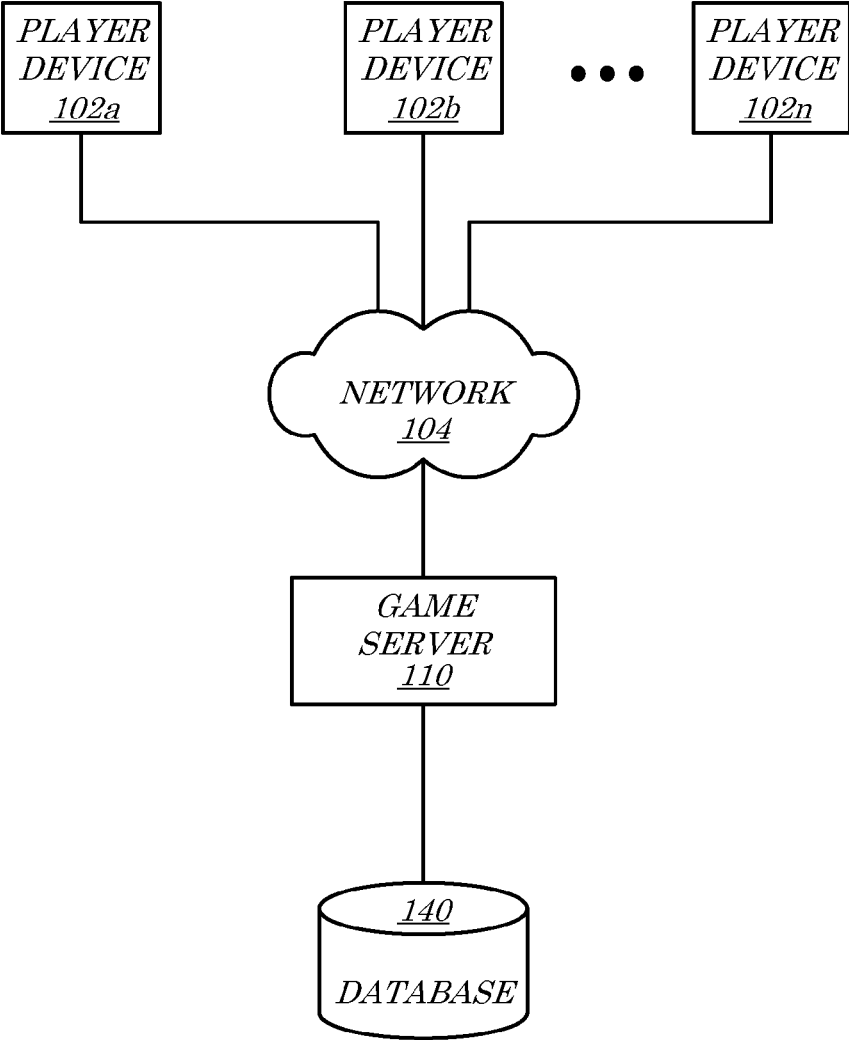 PLAYER
DEVICE
102a
PLAYER
DEVICE
102b
PLAYER
DEVICE
102n
NETWORK
104
GAME
SERVER
110
140
DATABASE